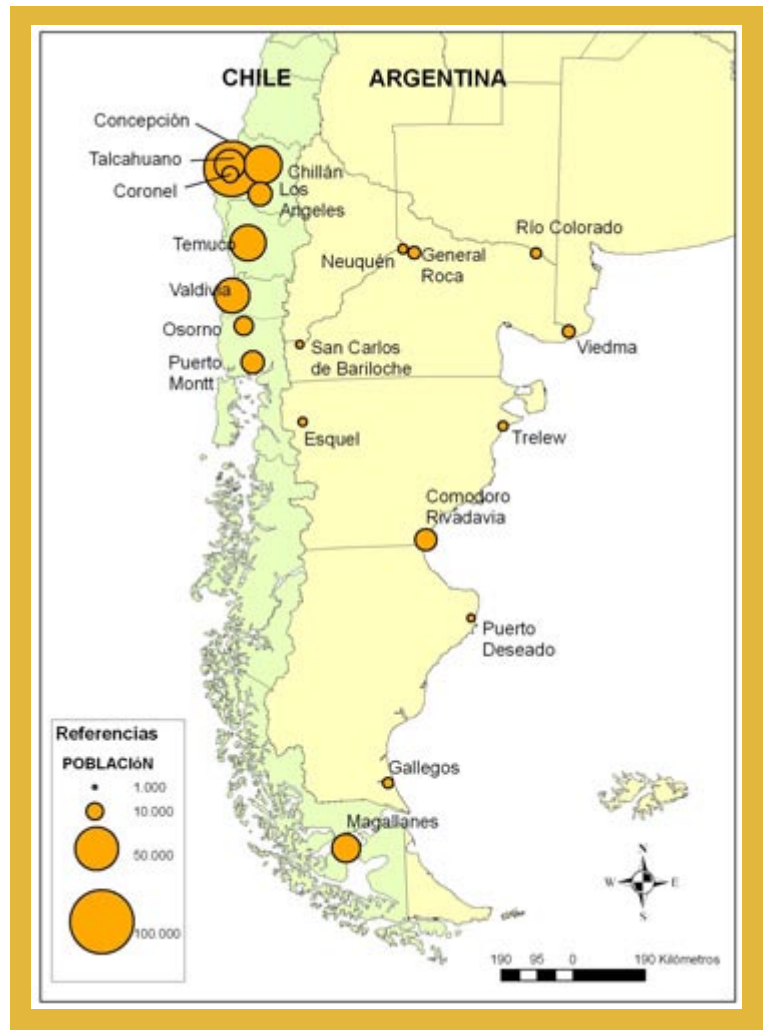 CHILE
ARGENTINA
Concepción
Talcahuano
Coronel
Chillán
Los
Angeles
Temuco
Valdivia
Osorno
Puerto
Montt
Neuquén
General
Roca
Río Colorado
Viedma
San Carlos
de Bariloche
Esquel
Trelew
Comodoro
Rivadavia
Puerto
Deseado
Gallegos
Magallanes
Referencias
POBLACIóN
1.000
10.000
50.000
100.000
N
W
E
S
190 95 0 190 Kilómetros